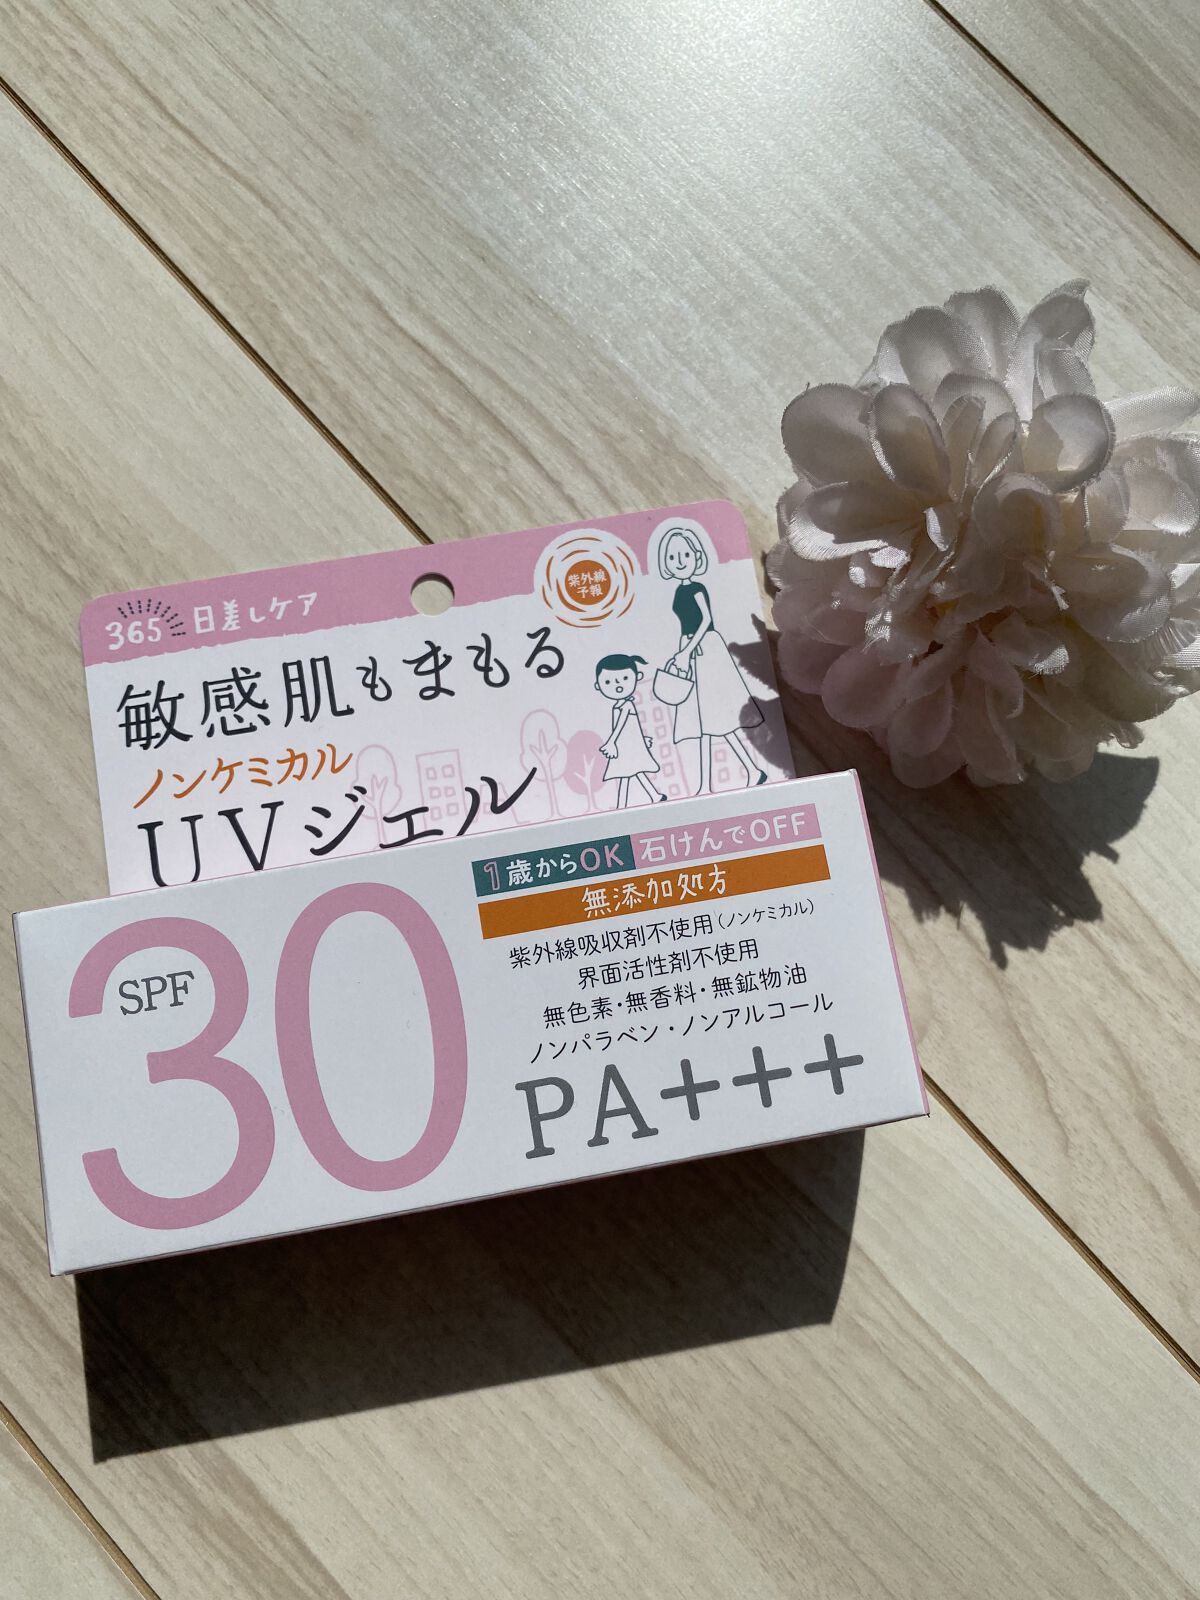 365 日差しケア
紫外線
予報
敏感肌もまもる
ノンケミカル
UVジェル
SPF
30
1歳からOK 石けんでOFF
無添加処方
紫外線吸収剤不使用(ノンケミカル)
界面活性剤不使用
無色素・無香料・無鉱物油
ノンパラベン・ノンアルコール
PA+++